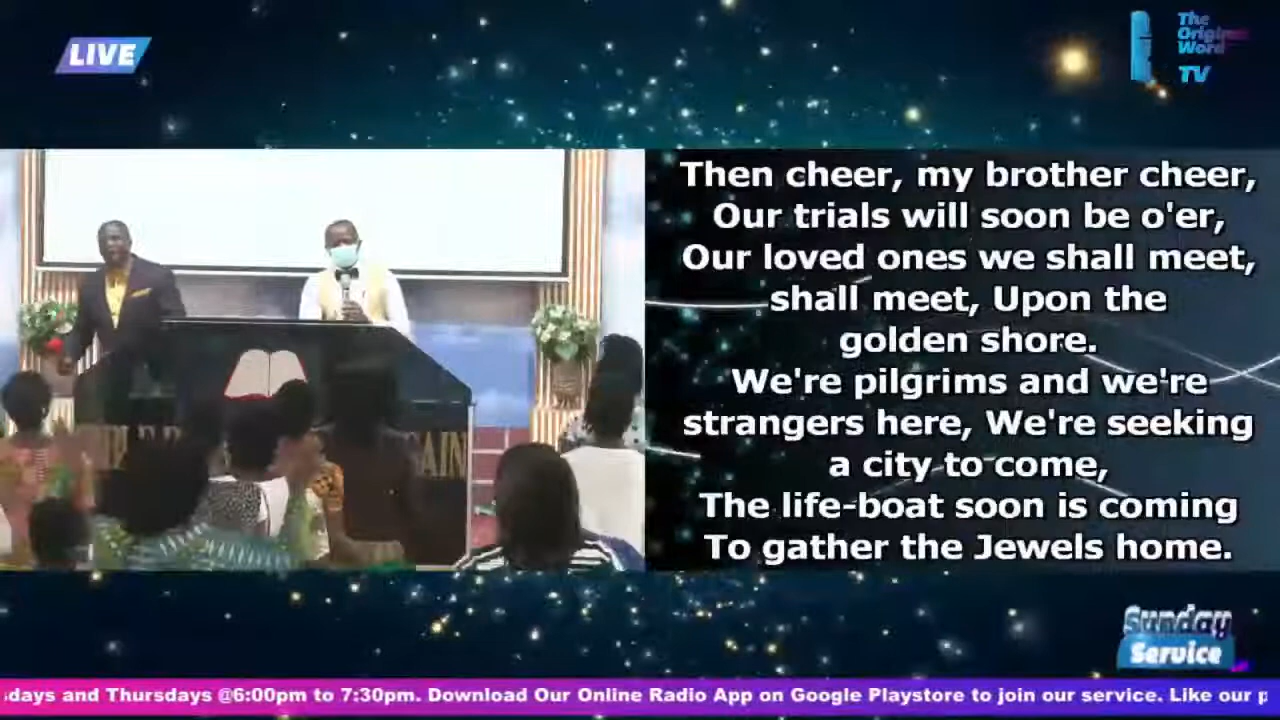 LIVE
The
Original
Word
TV
Then cheer, my brother cheer,
Our trials will soon be o'er,
Our loved ones we shall meet,
shall meet, Upon the
golden shore.
We're pilgrims and we're
strangers here, We're seeking
a city to come,
The life-boat soon is coming
To gather the Jewels home.
AIN
Sunday
Service
days and Thursdays @6:00pm to 7:30pm. Download Our Online Radio App on Google Playstore to join our service. Like our p